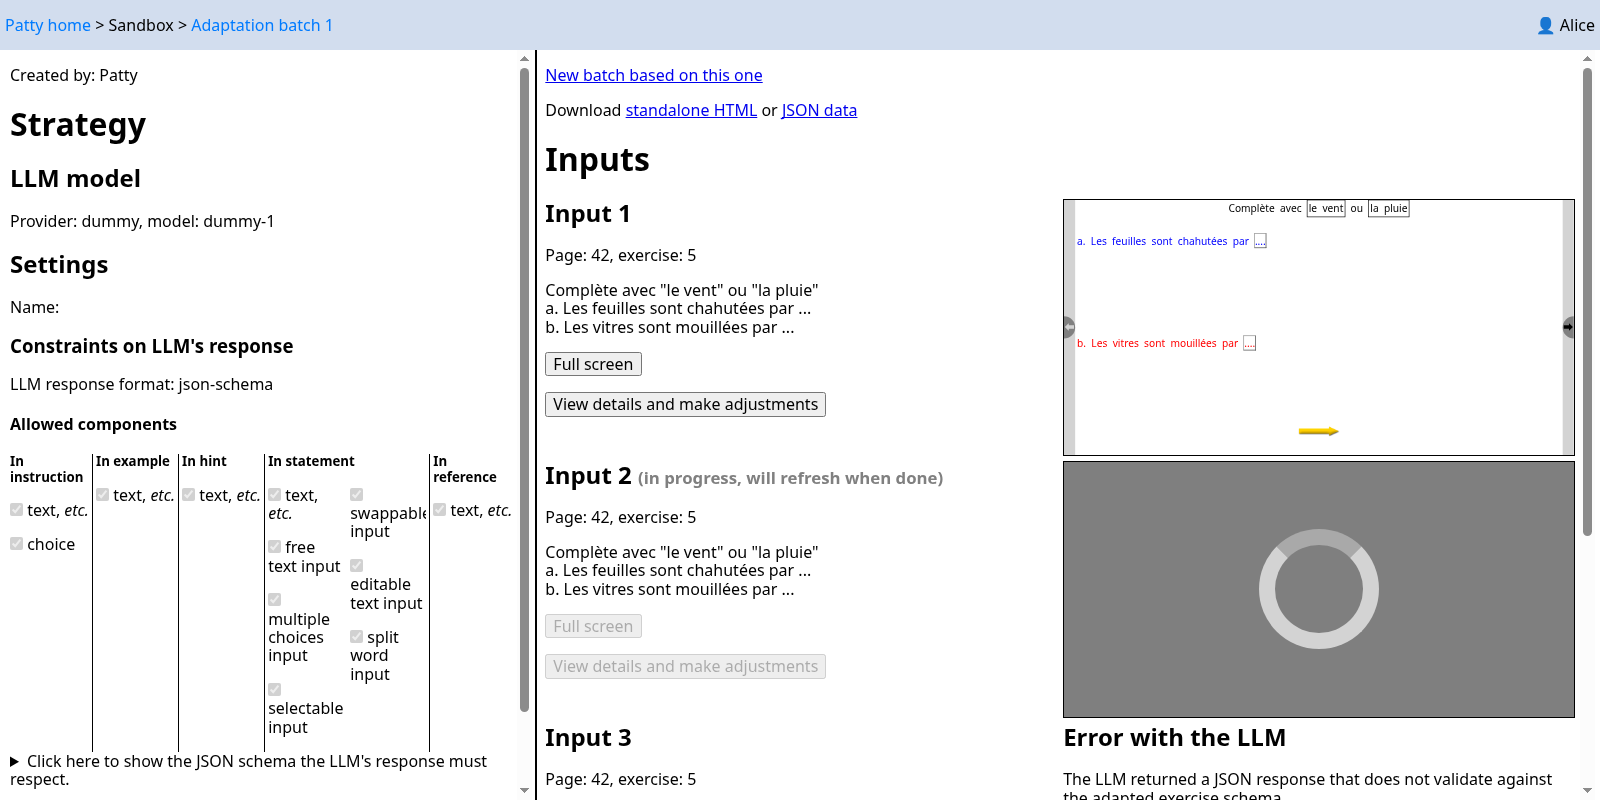 Patty home > Sandbox > Adaptation batch 1
Alice
Created by: Patty
Strategy
LLM model
Provider: dummy, model: dummy-1
Settings
Name:
Constraints on LLM's response
LLM response format: json-schema
Allowed components
In instruction
text, etc.
choice
In example
text, etc.
In hint
text, etc.
In statement
text, etc.
free text input
multiple choices input
selectable input
swappable input
editable text input
split word input
In reference
text, etc.
Click here to show the JSON schema the LLM's response must
respect.
New batch based on this one
Download standalone HTML or JSON data
Inputs
Input 1
Page: 42, exercise: 5
Complète avec "le vent" ou "la pluie"
a. Les feuilles sont chahutées par ...
b. Les vitres sont mouillées par ...
Full screen
View details and make adjustments
Complète avec le vent ou la pluie
a. Les feuilles sont chahutées par ....
b. Les vitres sont mouillées par ....
Input 2 (in progress, will refresh when done)
Page: 42, exercise: 5
Complète avec "le vent" ou "la pluie"
a. Les feuilles sont chahutées par ...
b. Les vitres sont mouillées par ...
Full screen
View details and make adjustments
Input 3
Page: 42, exercise: 5
Error with the LLM
The LLM returned a JSON response that does not validate against
the adapted exercise schema